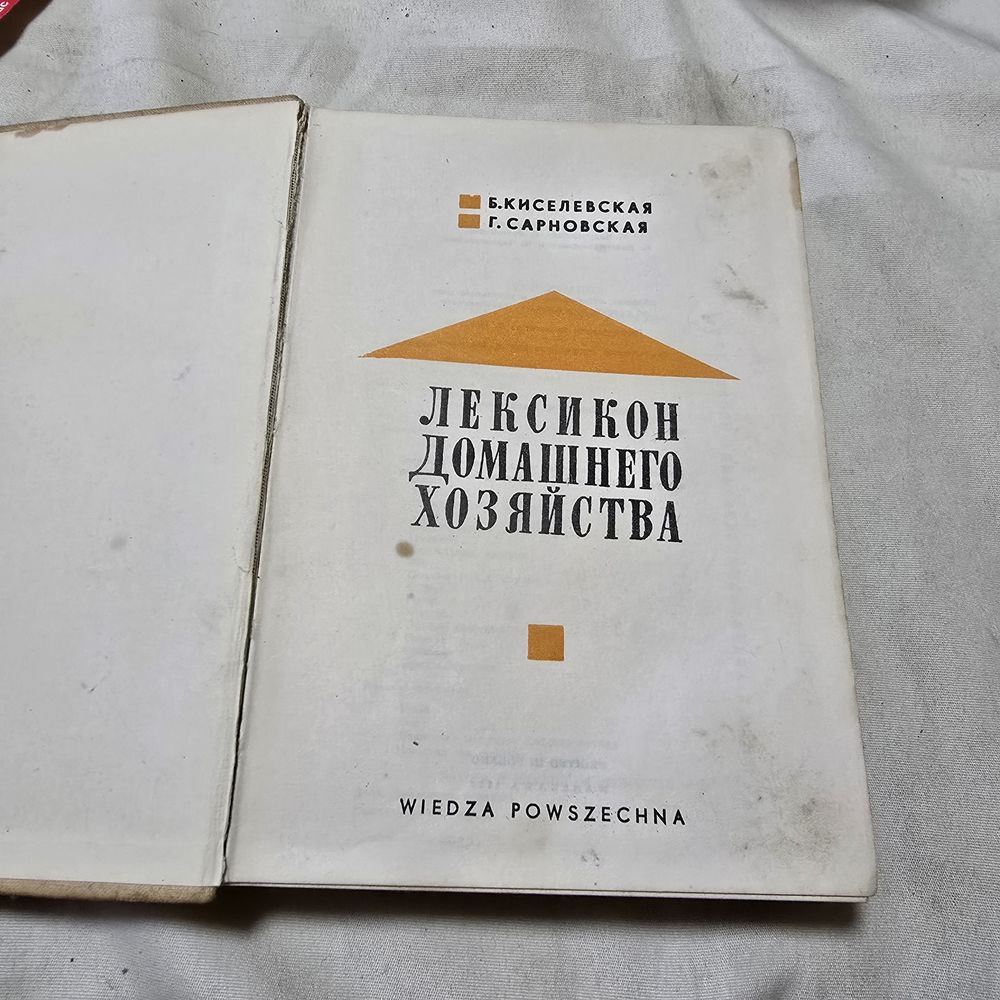 Б.КИСЕЛЕВСКАЯ
Г. САРНОВСКАЯ
ЛЕКСИКОН
ДОМАШНЕГО
ХОЗЯЙСТВА
WIEDZA POWSZECHNA